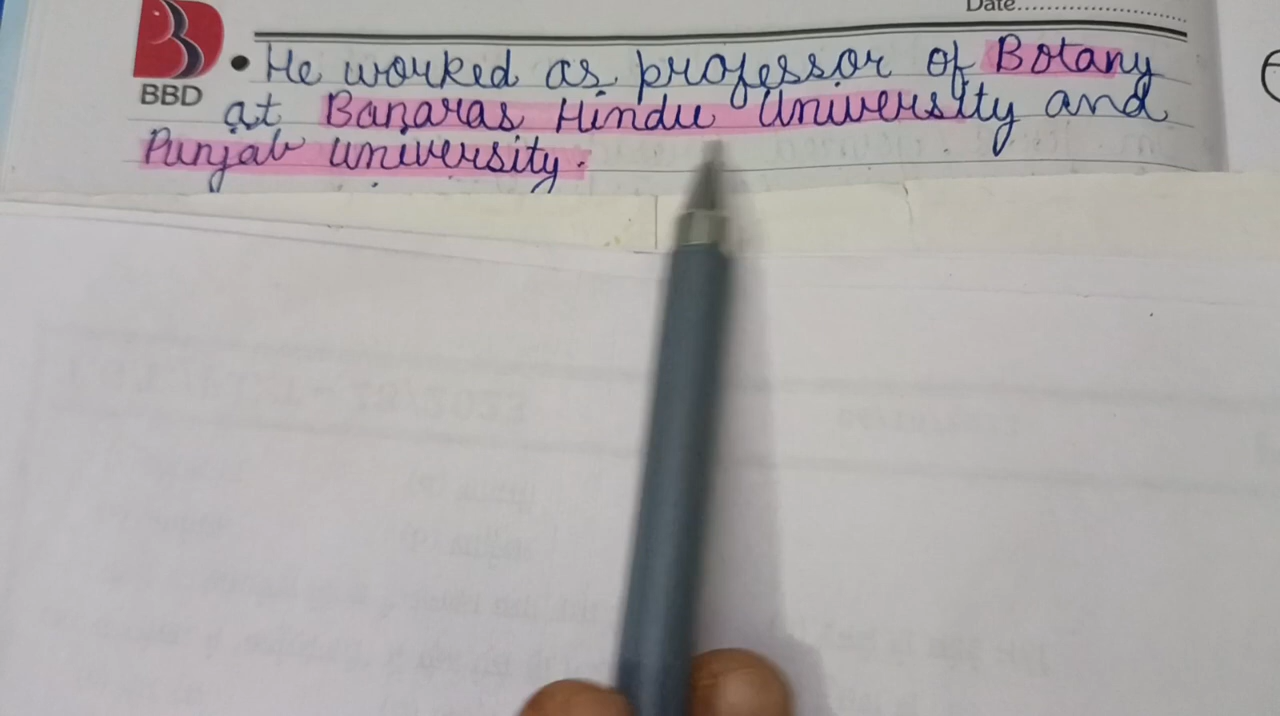 Date
BBD
• He worked as professor of Botany
at Banaras Hindu University and
Punjab University.